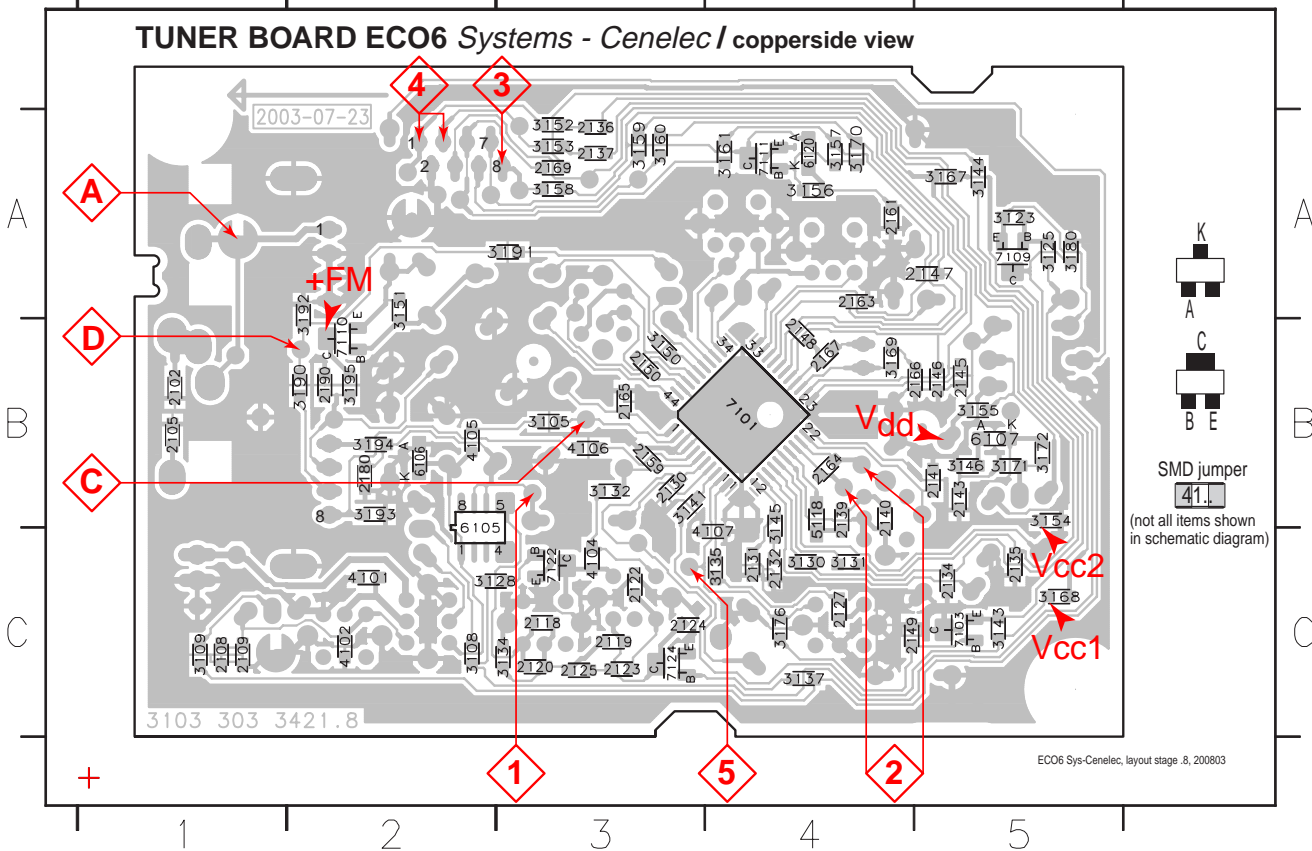 TUNER BOARD ECO6 Systems - Cenelec / copperside view
4 3
2003-07-23
1 7
2 8
3152 2136
3153 2137
2169
3158
3159 3160
3161 C 7111 E B A 6120 K 3157 3170
3156
3167 3144
A
A A
2161
3123
E B
7109
C
3125 3180
K
A
1
3191
2147
+FM
2163
3192 3151
D
C 7110 E B
3150
2150
34 33
2148 2167
3169
C
B E
2102
3190 2190 3195
2165
44
7101
23
2166 2146 2145
3155
A K
6107
3172
Vdd
B B
2105
3105
1
22
3194 A
4105
4106
2180 K 6106
2159
2130
2164
2141
3146 3171
2143
SMD jumper
41..
(not all items shown
in schematic diagram)
C
3132
3141
11 12
8 3193
8 5
6105
1 4
4107
3145 5118 2139 2140
3154
Vcc2
B
E 7122 C
4104
3135 2131 2132
3130 3131
2134
2135
4101
3128
2122
3168
Vcc1
C C
2118
2124
3176
2127
2149
C 7103 E B
3143
3109 2108 2109
4102
3108 3134
2119
2120 2125 2123
C 7124 E B
3137
3103 303 3421.8
1 5 2
ECO6 Sys-Cenelec, layout stage .8, 200803
1 2 3 4 5